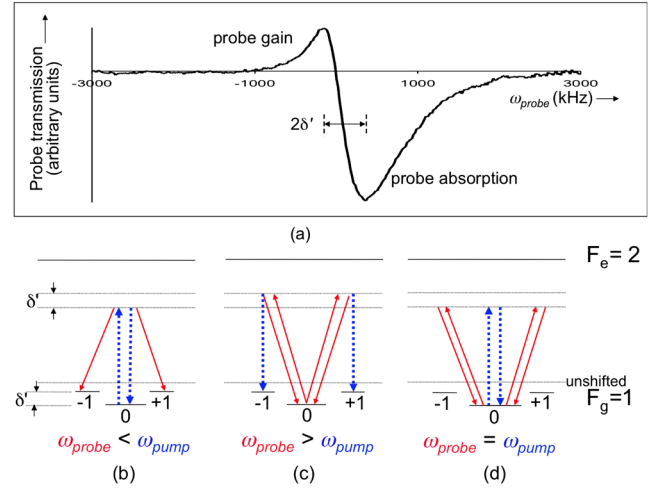 Probe transmission
(arbitrary units)
probe gain
-3000
-1000
1000
3000
ω_probe (kHz)
2δ′
probe absorption
(a)
F_e = 2
δ′
δ′
unshifted
F_g=1
-1
0
+1
-1
0
+1
-1
0
+1
ω_probe < ω_pump
ω_probe > ω_pump
ω_probe = ω_pump
(b)
(c)
(d)